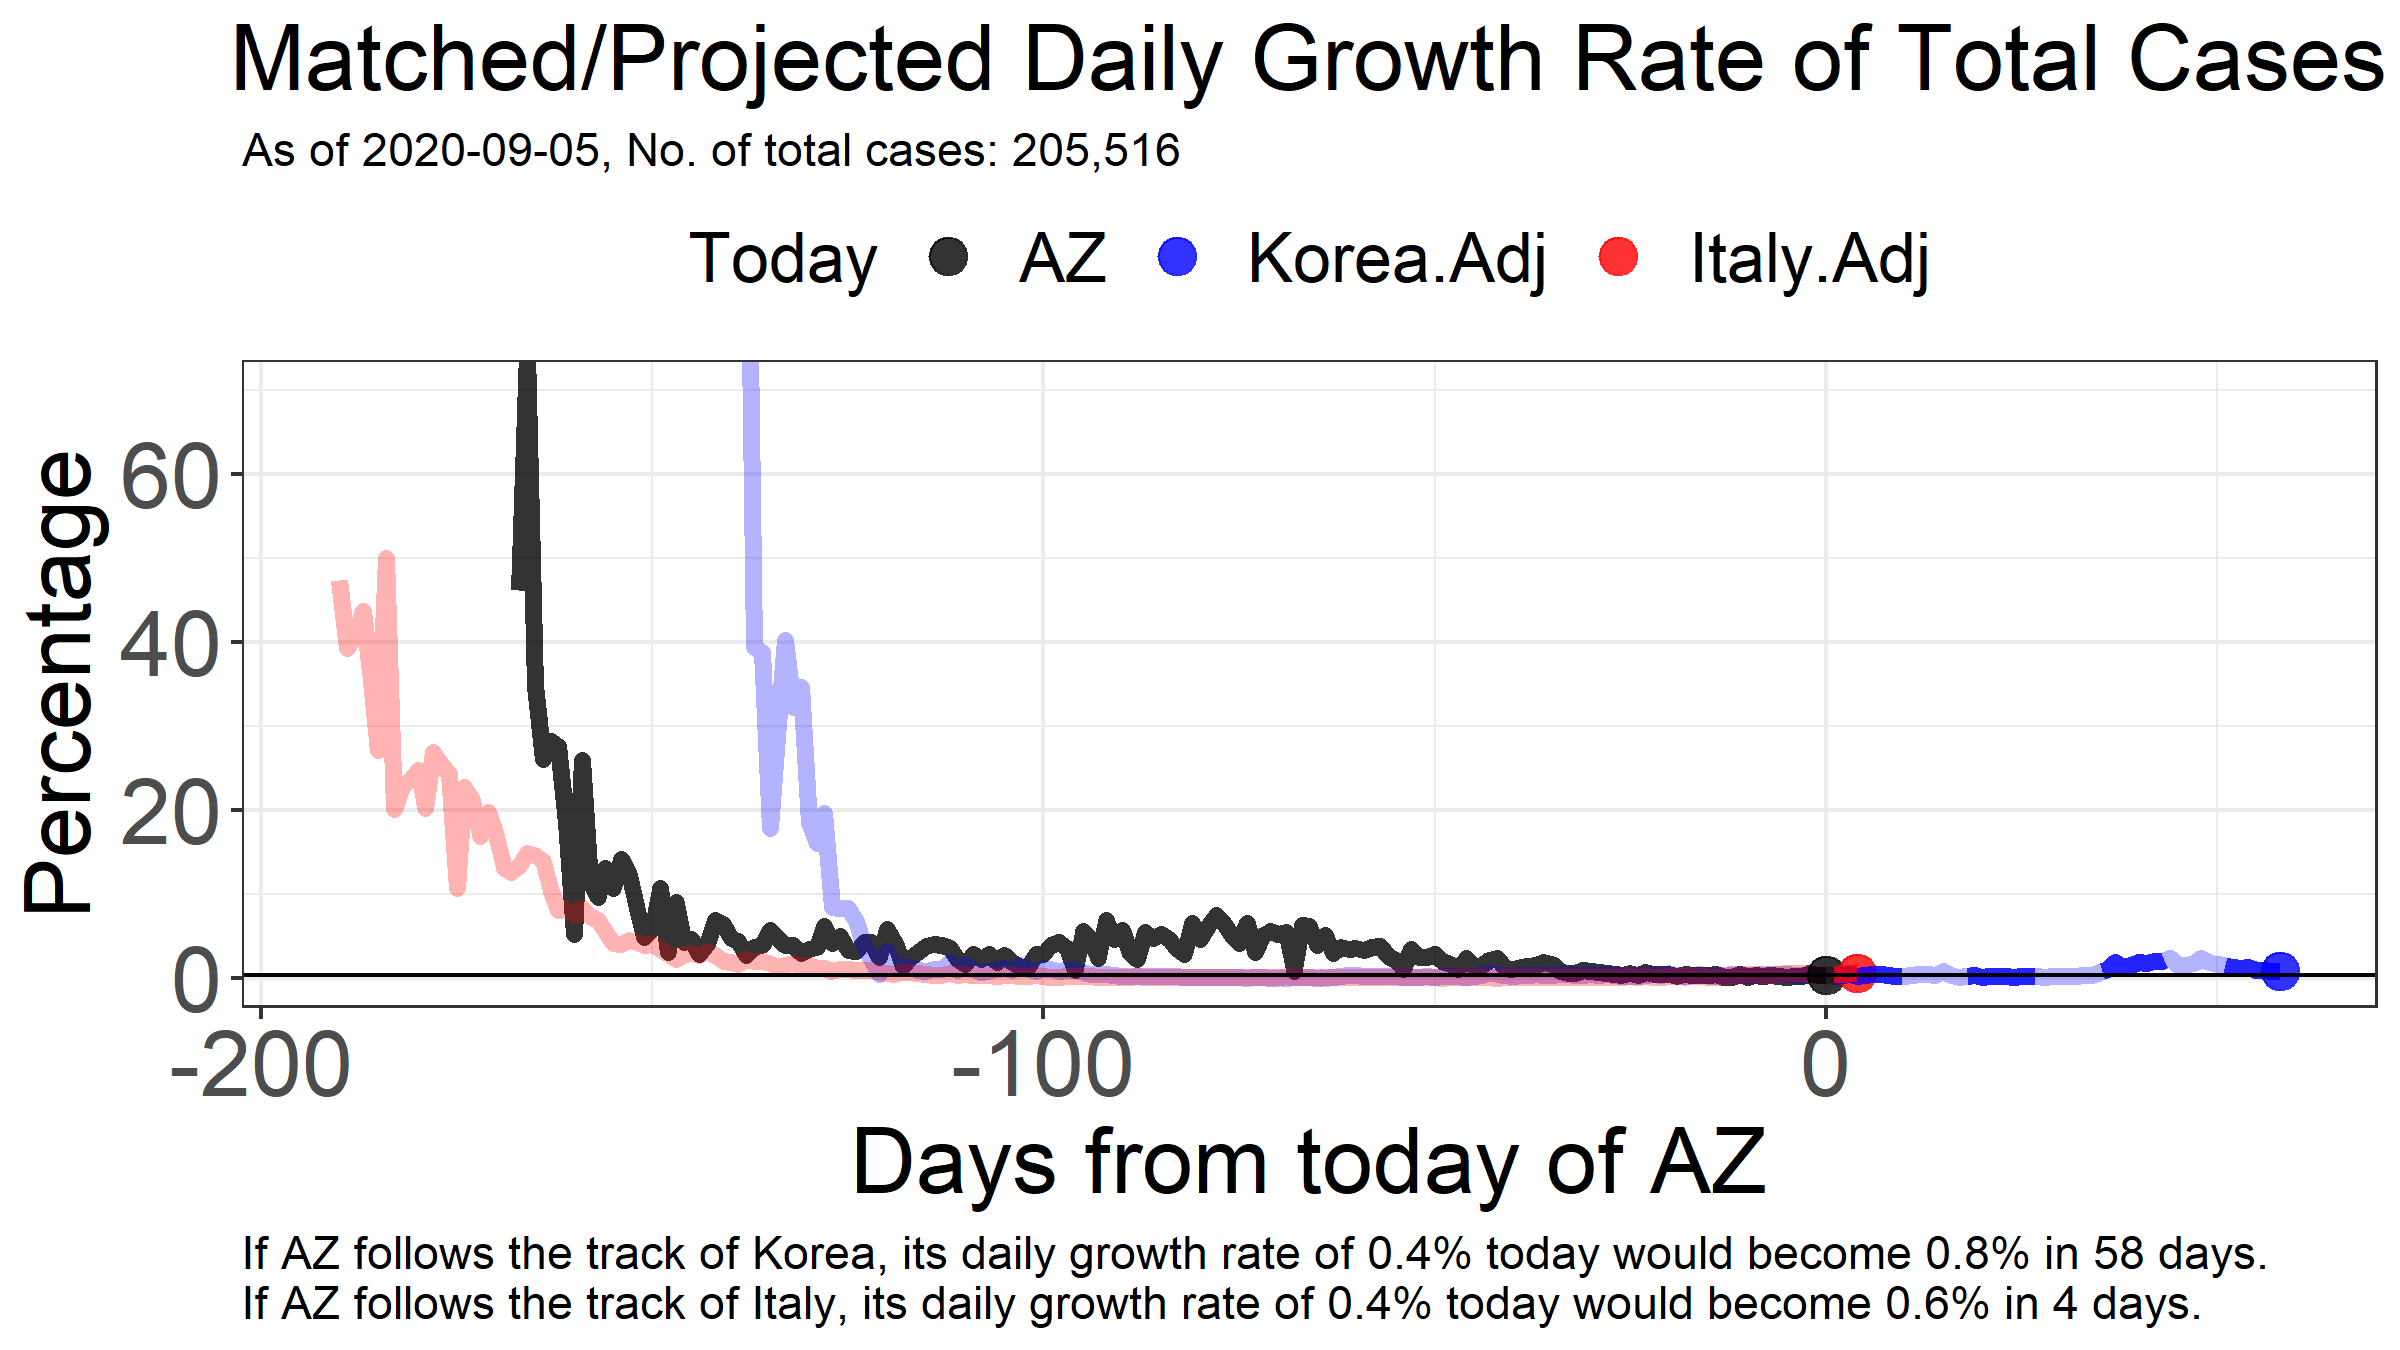 Matched/Projected Daily Growth Rate of Total Cases
As of 2020-09-05, No. of total cases: 205,516
Today AZ Korea.Adj Italy.Adj
Percentage
60
40
20
0
-200 -100 0
Days from today of AZ
If AZ follows the track of Korea, its daily growth rate of 0.4% today would become 0.8% in 58 days.
If AZ follows the track of Italy, its daily growth rate of 0.4% today would become 0.6% in 4 days.